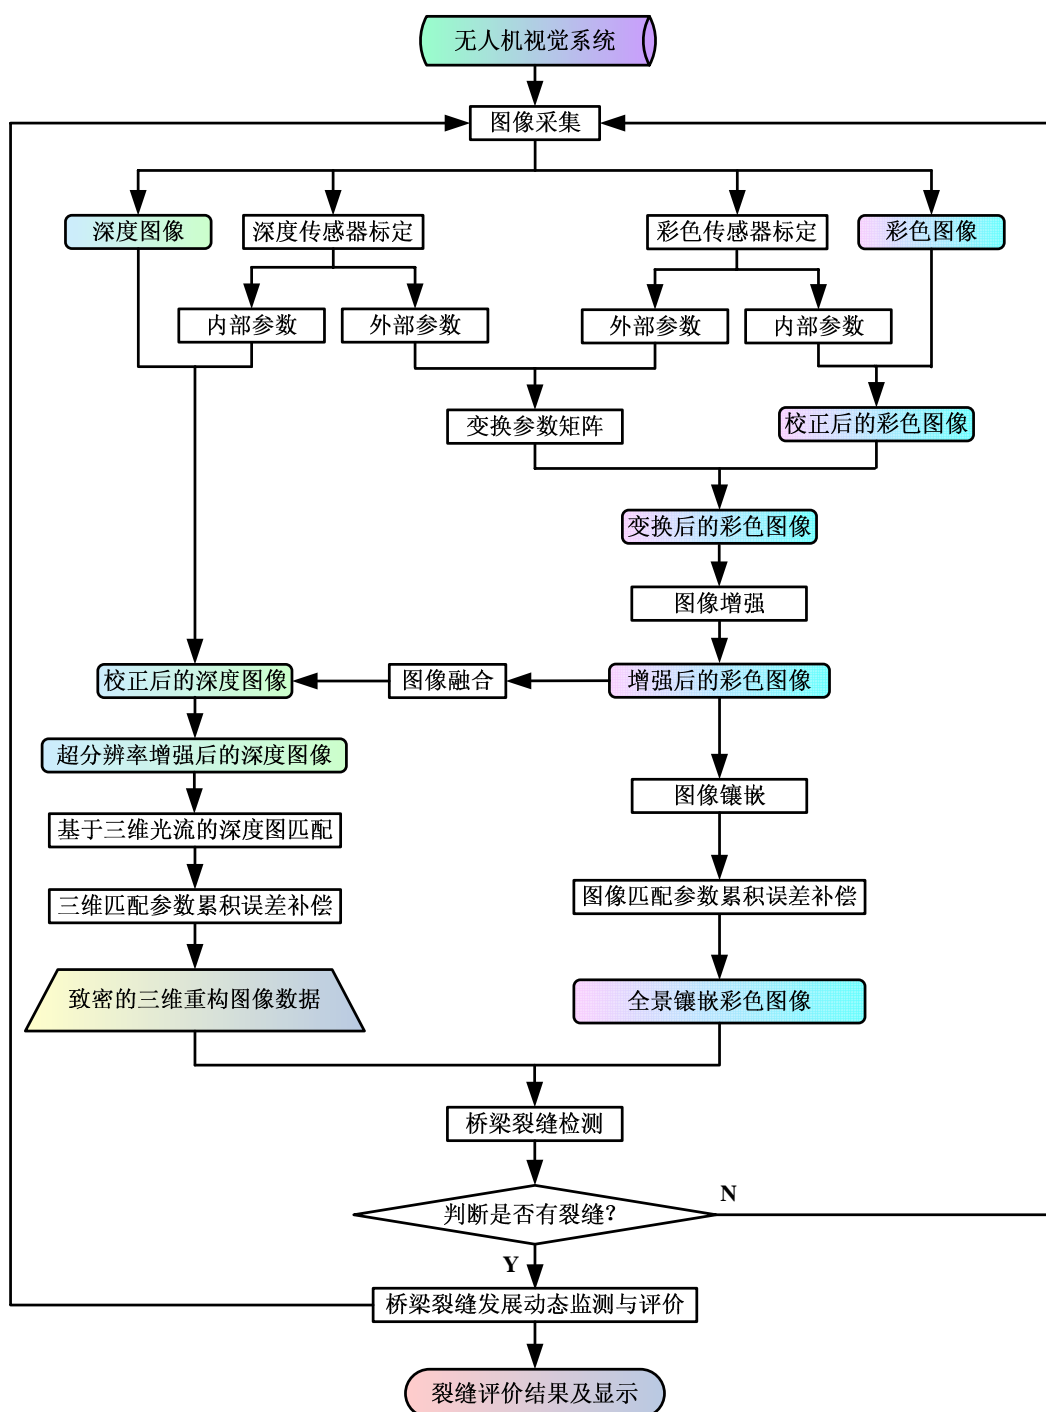 无人机视觉系统
图像采集
深度图像
深度传感器标定
彩色传感器标定
彩色图像
内部参数
外部参数
外部参数
内部参数
变换参数矩阵
校正后的彩色图像
变换后的彩色图像
图像增强
校正后的深度图像
图像融合
增强后的彩色图像
超分辨率增强后的深度图像
图像镶嵌
基于三维光流的深度图匹配
三维匹配参数累积误差补偿
图像匹配参数累积误差补偿
致密的三维重构图像数据
全景镶嵌彩色图像
桥梁裂缝检测
N
判断是否有裂缝？
Y
桥梁裂缝发展动态监测与评价
裂缝评价结果及显示